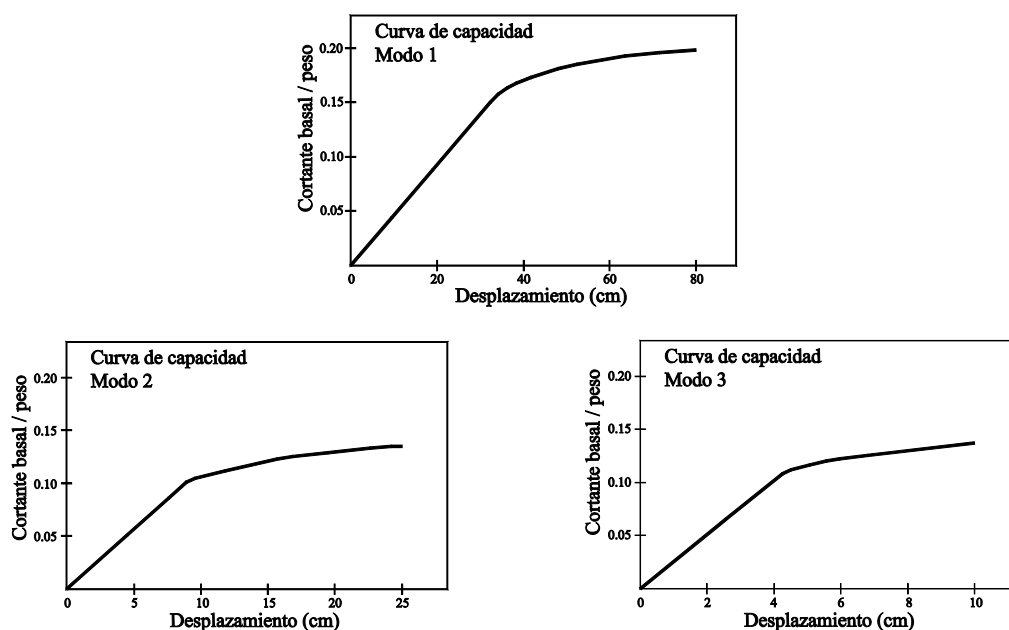 Curva de capacidad
Modo 1
Cortante basal / peso
0.20
0.15
0.10
0.05
0 20 40 60 80
Desplazamiento (cm)
Curva de capacidad
Modo 2
Cortante basal / peso
0.20
0.15
0.10
0.05
0 5 10 15 20 25
Desplazamiento (cm)
Curva de capacidad
Modo 3
Cortante basal / peso
0.20
0.15
0.10
0.05
0 2 4 6 8 10
Desplazamiento (cm)